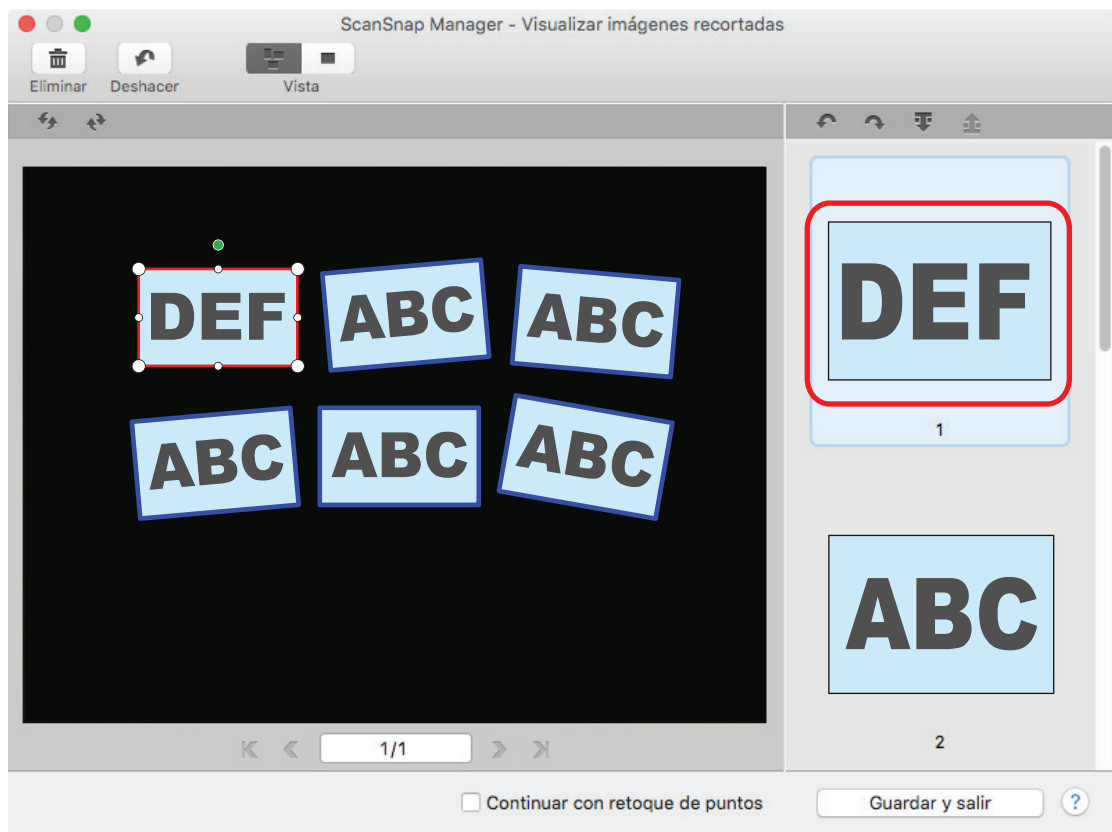 ScanSnap Manager - Visualizar imágenes recortadas
Eliminar Deshacer Vista
DEF ABC ABC
ABC ABC ABC
1/1
DEF
1
ABC
2
Continuar con retoque de puntos Guardar y salir ?